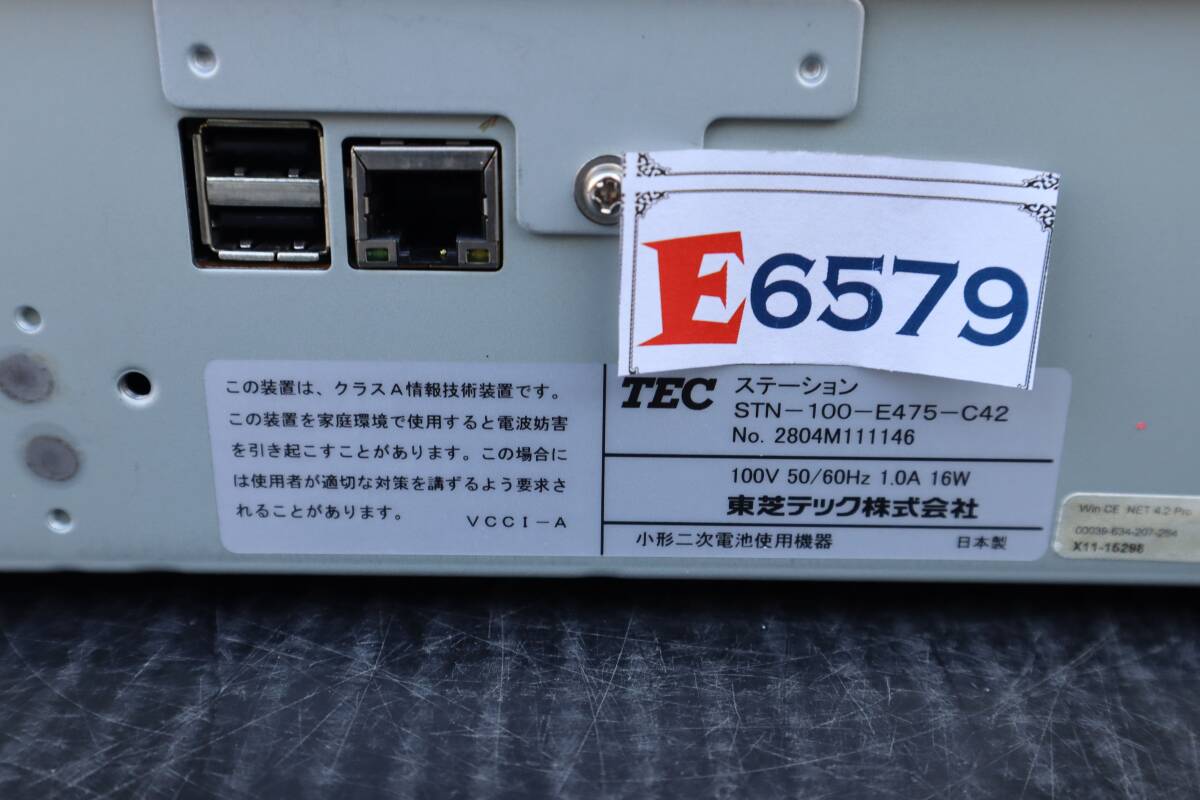 E6579
この装置は、クラスA情報技術装置です。
この装置を家庭環境で使用すると電波妨害
を引き起こすことがあります。この場合に
は使用者が適切な対策を講ずるよう要求さ
れることがあります。
VCCI-A
TEC ステーション
STN-100-E475-C42
No. 2804M111146
100V 50/60Hz 1.0A 16W
東芝テック株式会社
小形二次電池使用機器 日本製
Win CE .NET 4.2 Pro
00039-634-207-284
X11-15298